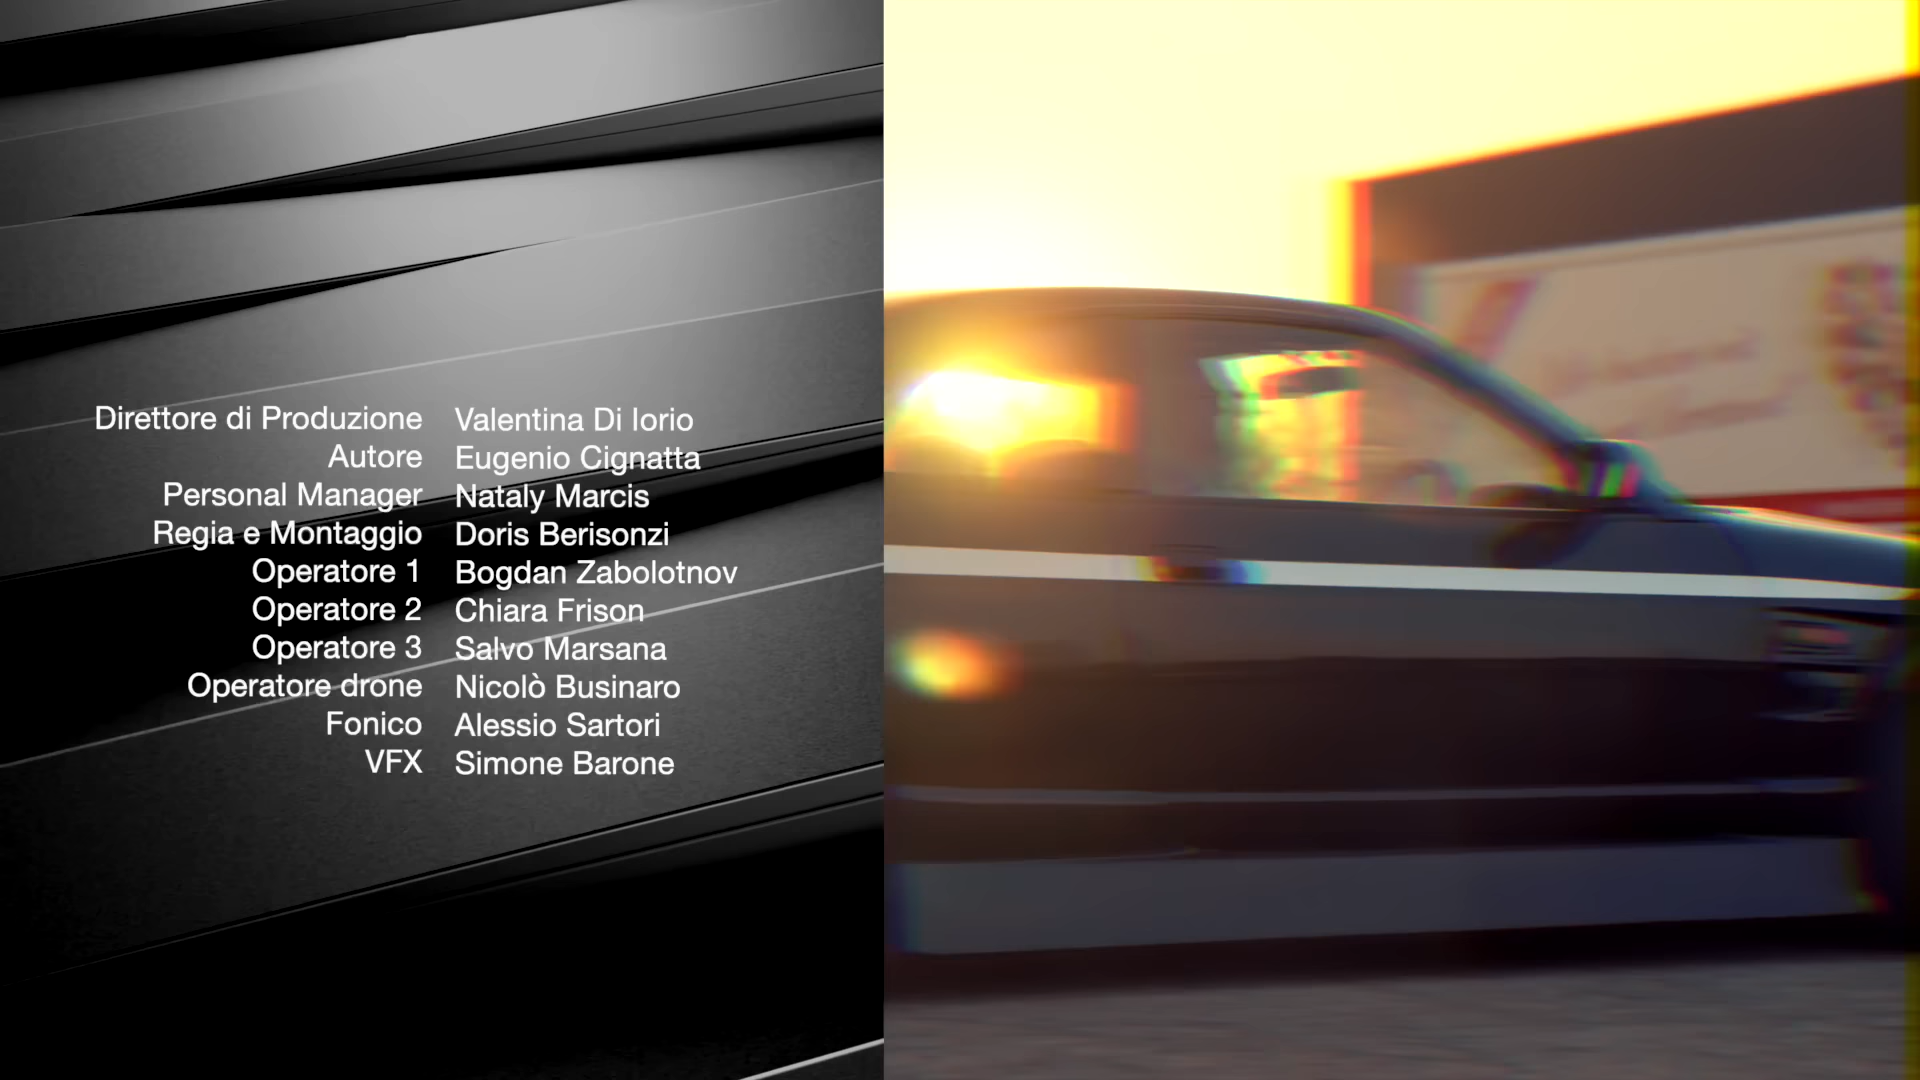 Direttore di Produzione Valentina Di Iorio
Autore Eugenio Cignatta
Personal Manager Nataly Marcis
Regia e Montaggio Doris Berisonzi
Operatore 1 Bogdan Zabolotnov
Operatore 2 Chiara Frison
Operatore 3 Salvo Marsana
Operatore drone Nicolò Businaro
Fonico Alessio Sartori
VFX Simone Barone